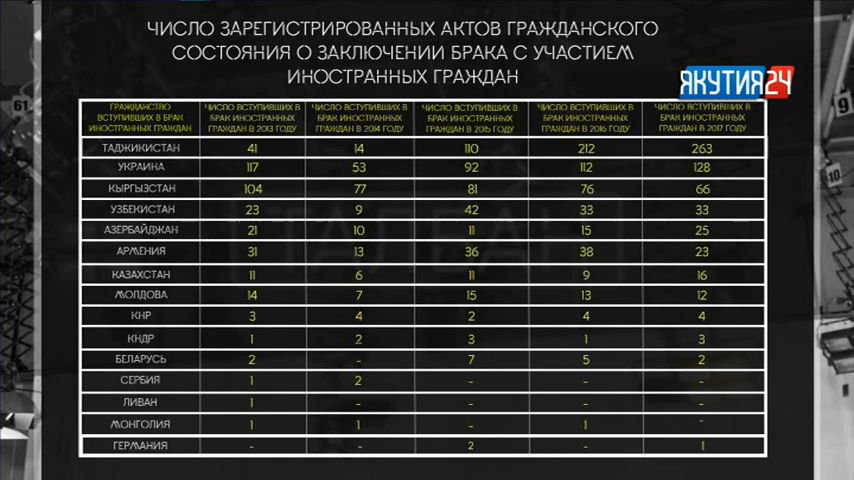 ЧИСЛО ЗАРЕГИСТРИРОВАННЫХ АКТОВ ГРАЖДАНСКОГО
СОСТОЯНИЯ О ЗАКЛЮЧЕНИИ БРАКА С УЧАСТИЕМ
ИНОСТРАННЫХ ГРАЖДАН
ЯКУТИЯ24
61
9
10
ГРАЖДАНСТВО ЧИСЛО ВСТУПИВШИХ В ЧИСЛО ВСТУПИВШИХ В ЧИСЛО ВСТУПИВШИХ В ЧИСЛО ВСТУПИВШИХ В ЧИСЛО ВСТУПИВШИХ В
ВСТУПИВШИХ В БРАК БРАК ИНОСТРАННЫХ БРАК ИНОСТРАННЫХ БРАК ИНОСТРАННЫХ БРАК ИНОСТРАННЫХ БРАК ИНОСТРАННЫХ
ИНОСТРАННЫХ ГРАЖДАН ГРАЖДАН В 2013 ГОДУ ГРАЖДАН В 2014 ГОДУ ГРАЖДАН В 2015 ГОДУ ГРАЖДАН В 2016 ГОДУ ГРАЖДАН В 2017 ГОДУ
ТАДЖИКИСТАН 41 14 110 212 263
УКРАИНА 117 53 92 112 128
КЫРГЫЗСТАН 104 77 81 76 66
УЗБЕКИСТАН 23 9 42 33 33
АЗЕРБАЙДЖАН 21 10 11 15 25
АРМЕНИЯ 31 13 36 38 23
КАЗАХСТАН 11 6 11 9 16
МОЛДОВА 14 7 15 13 12
КНР 3 4 2 4 4
КНДР 1 2 3 1 3
БЕЛАРУСЬ 2 - 7 5 2
СЕРБИЯ 1 2 - - -
ЛИВАН 1 - - - -
МОНГОЛИЯ 1 1 - 1 -
ГЕРМАНИЯ - - 2 - 1